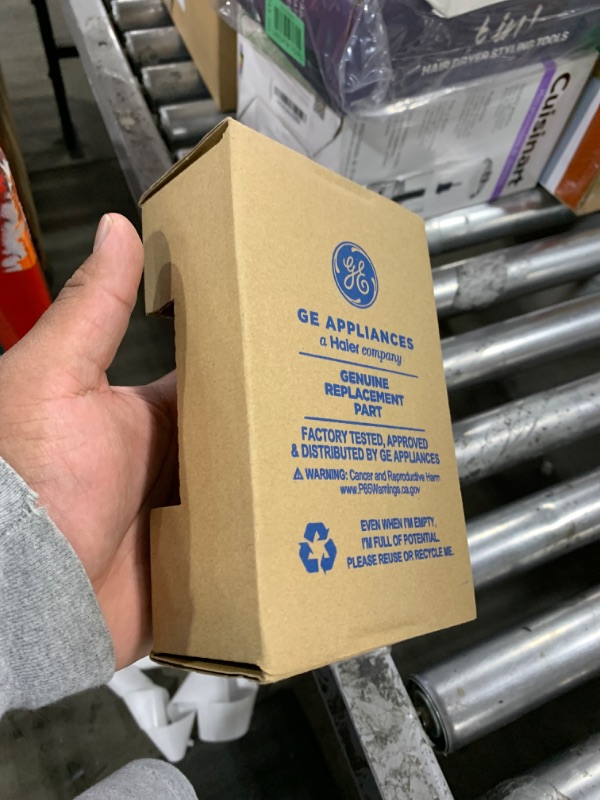 HAIR DRYER STYLING TOOLS
Cuisinart
GE
GE APPLIANCES
a Haier company
GENUINE
REPLACEMENT
PART
FACTORY TESTED, APPROVED
& DISTRIBUTED BY GE APPLIANCES
WARNING: Cancer and Reproductive Harm
www.P65Warnings.ca.gov
EVEN WHEN I'M EMPTY,
I'M FULL OF POTENTIAL.
PLEASE REUSE OR RECYCLE ME.